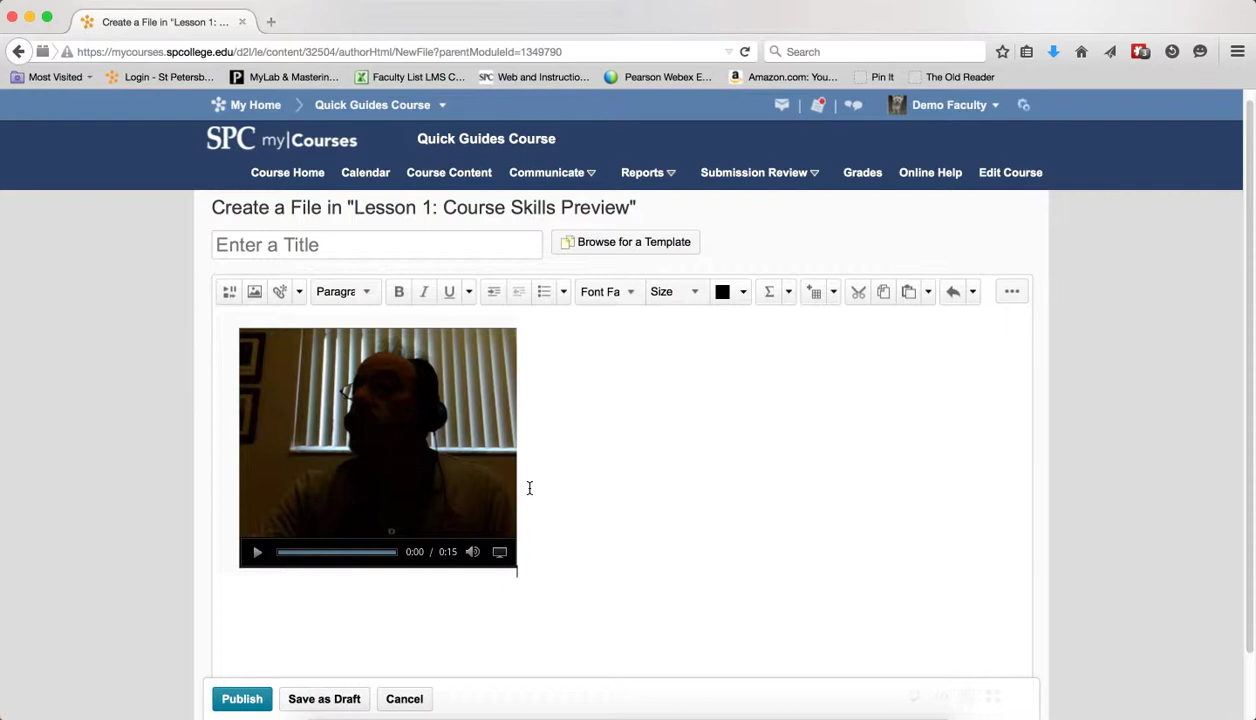 Create a File in "Lesson 1: ...
https://mycourses.spcollege.edu/d2l/le/content/32504/authorHtml/NewFile?parentModuleId=1349790
Search
3
Most Visited
Login - St Petersb...
MyLab & Mastering...
Faculty List LMS C...
SPC Web and Instructio...
Pearson Webex E...
Amazon.com: You...
Pin It
The Old Reader
My Home
Quick Guides Course
Demo Faculty
SPC my|Courses
Quick Guides Course
Course Home
Calendar
Course Content
Communicate
Reports
Submission Review
Grades
Online Help
Edit Course
Create a File in "Lesson 1: Course Skills Preview"
Enter a Title
Browse for a Template
Paragra
B
I
U
Font Fa
Size
Σ
0:00 / 0:15
Publish
Save as Draft
Cancel